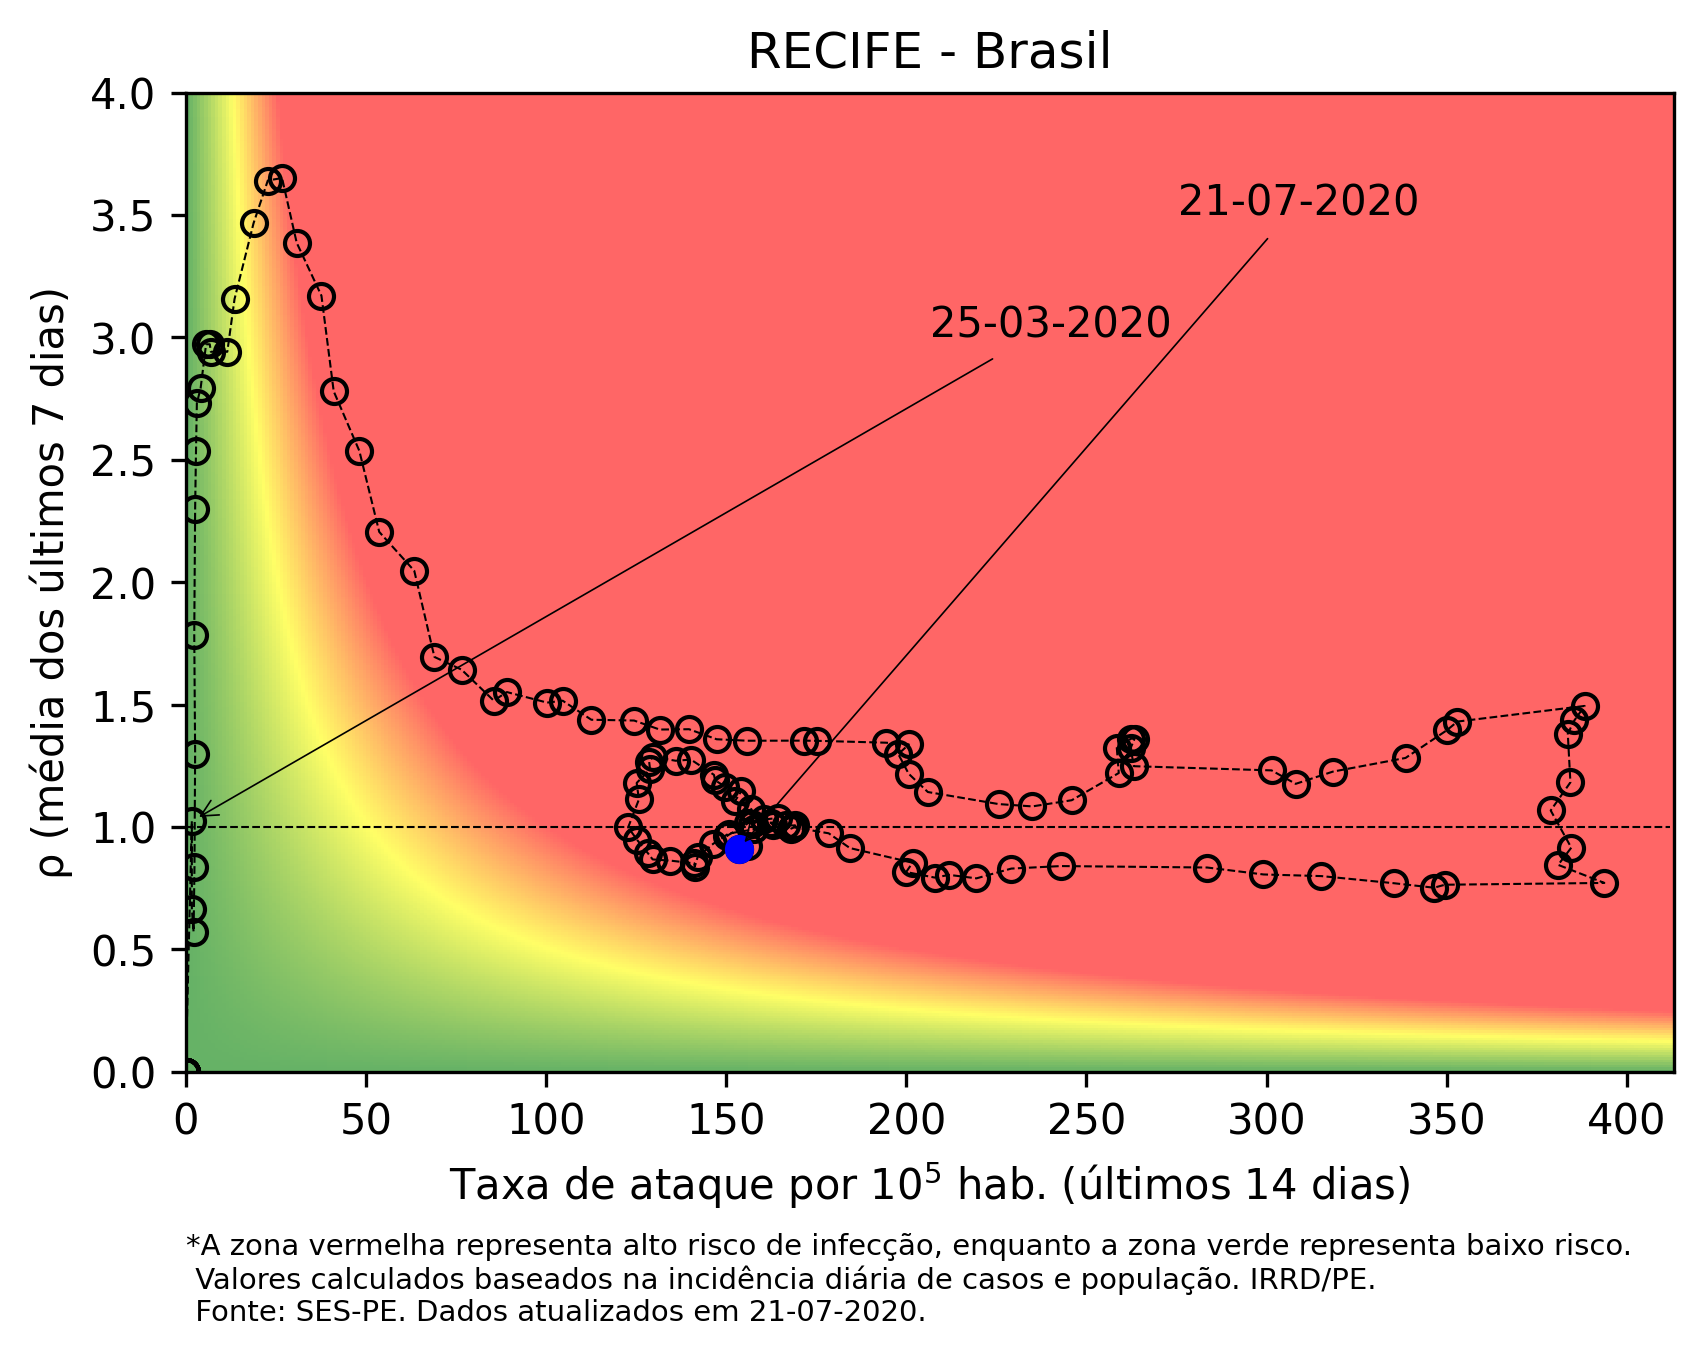 RECIFE - Brasil
4.0
3.5
3.0
2.5
2.0
1.5
1.0
0.5
0.0
ρ (média dos últimos 7 dias)
21-07-2020
25-03-2020
0 50 100 150 200 250 300 350 400
Taxa de ataque por 10⁵ hab. (últimos 14 dias)
*A zona vermelha representa alto risco de infecção, enquanto a zona verde representa baixo risco.
Valores calculados baseados na incidência diária de casos e população. IRRD/PE.
Fonte: SES-PE. Dados atualizados em 21-07-2020.